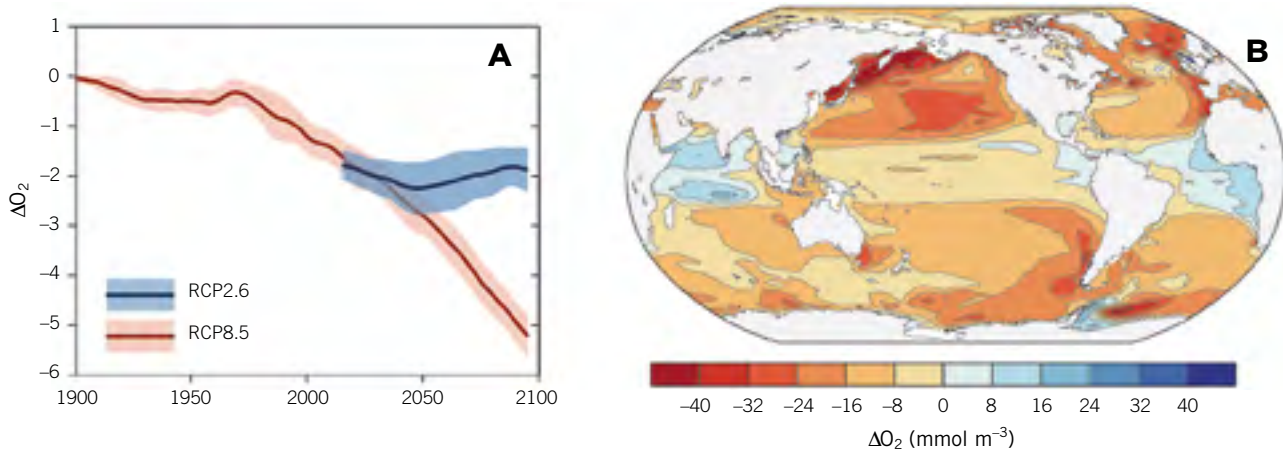 A
1
0
−1
−2
−3
−4
−5
−6
ΔO₂
RCP2.6
RCP8.5
1900 1950 2000 2050 2100
B
−40 −32 −24 −16 −8 0 8 16 24 32 40
ΔO₂ (mmol m⁻³)